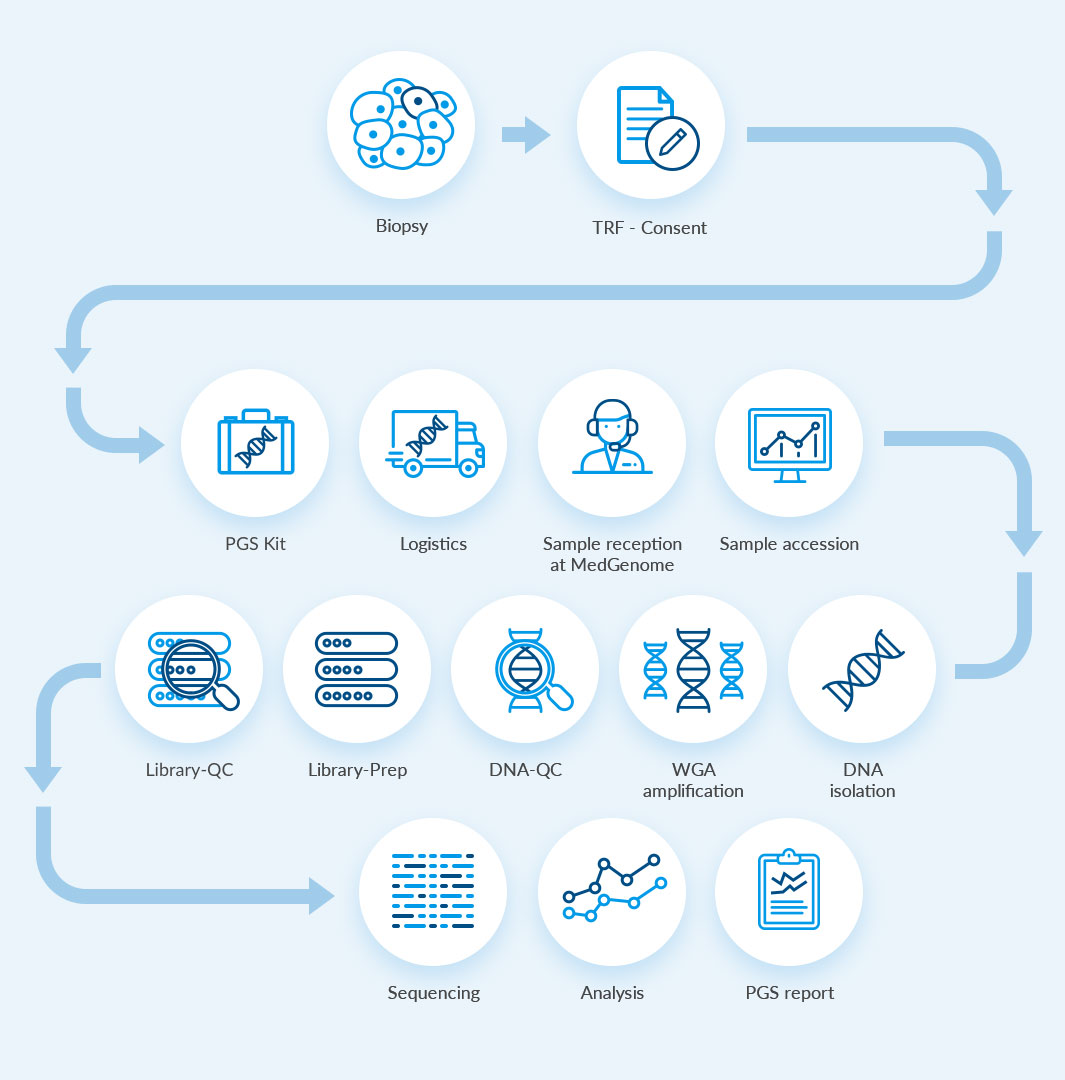 Biopsy
TRF - Consent
PGS Kit
Logistics
Sample reception
at MedGenome
Sample accession
Library-QC
Library-Prep
DNA-QC
WGA
amplification
DNA
isolation
Sequencing
Analysis
PGS report